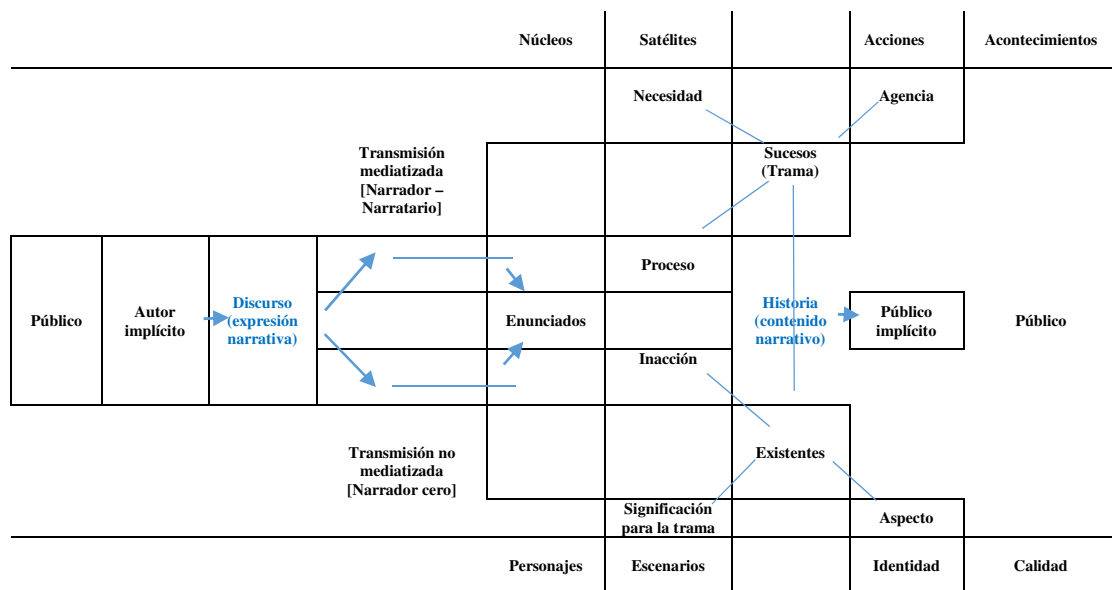 Núcleos
Satélites
Acciones
Acontecimientos
Necesidad
Agencia
Transmisión
mediatizada
[Narrador –
Narratario]
Sucesos
(Trama)
Proceso
Público
Autor
implícito
Discurso
(expresión
narrativa)
Enunciados
Historia
(contenido
narrativo)
Público
implícito
Público
Inacción
Transmisión no
mediatizada
[Narrador cero]
Existentes
Significación
para la trama
Aspecto
Personajes
Escenarios
Identidad
Calidad